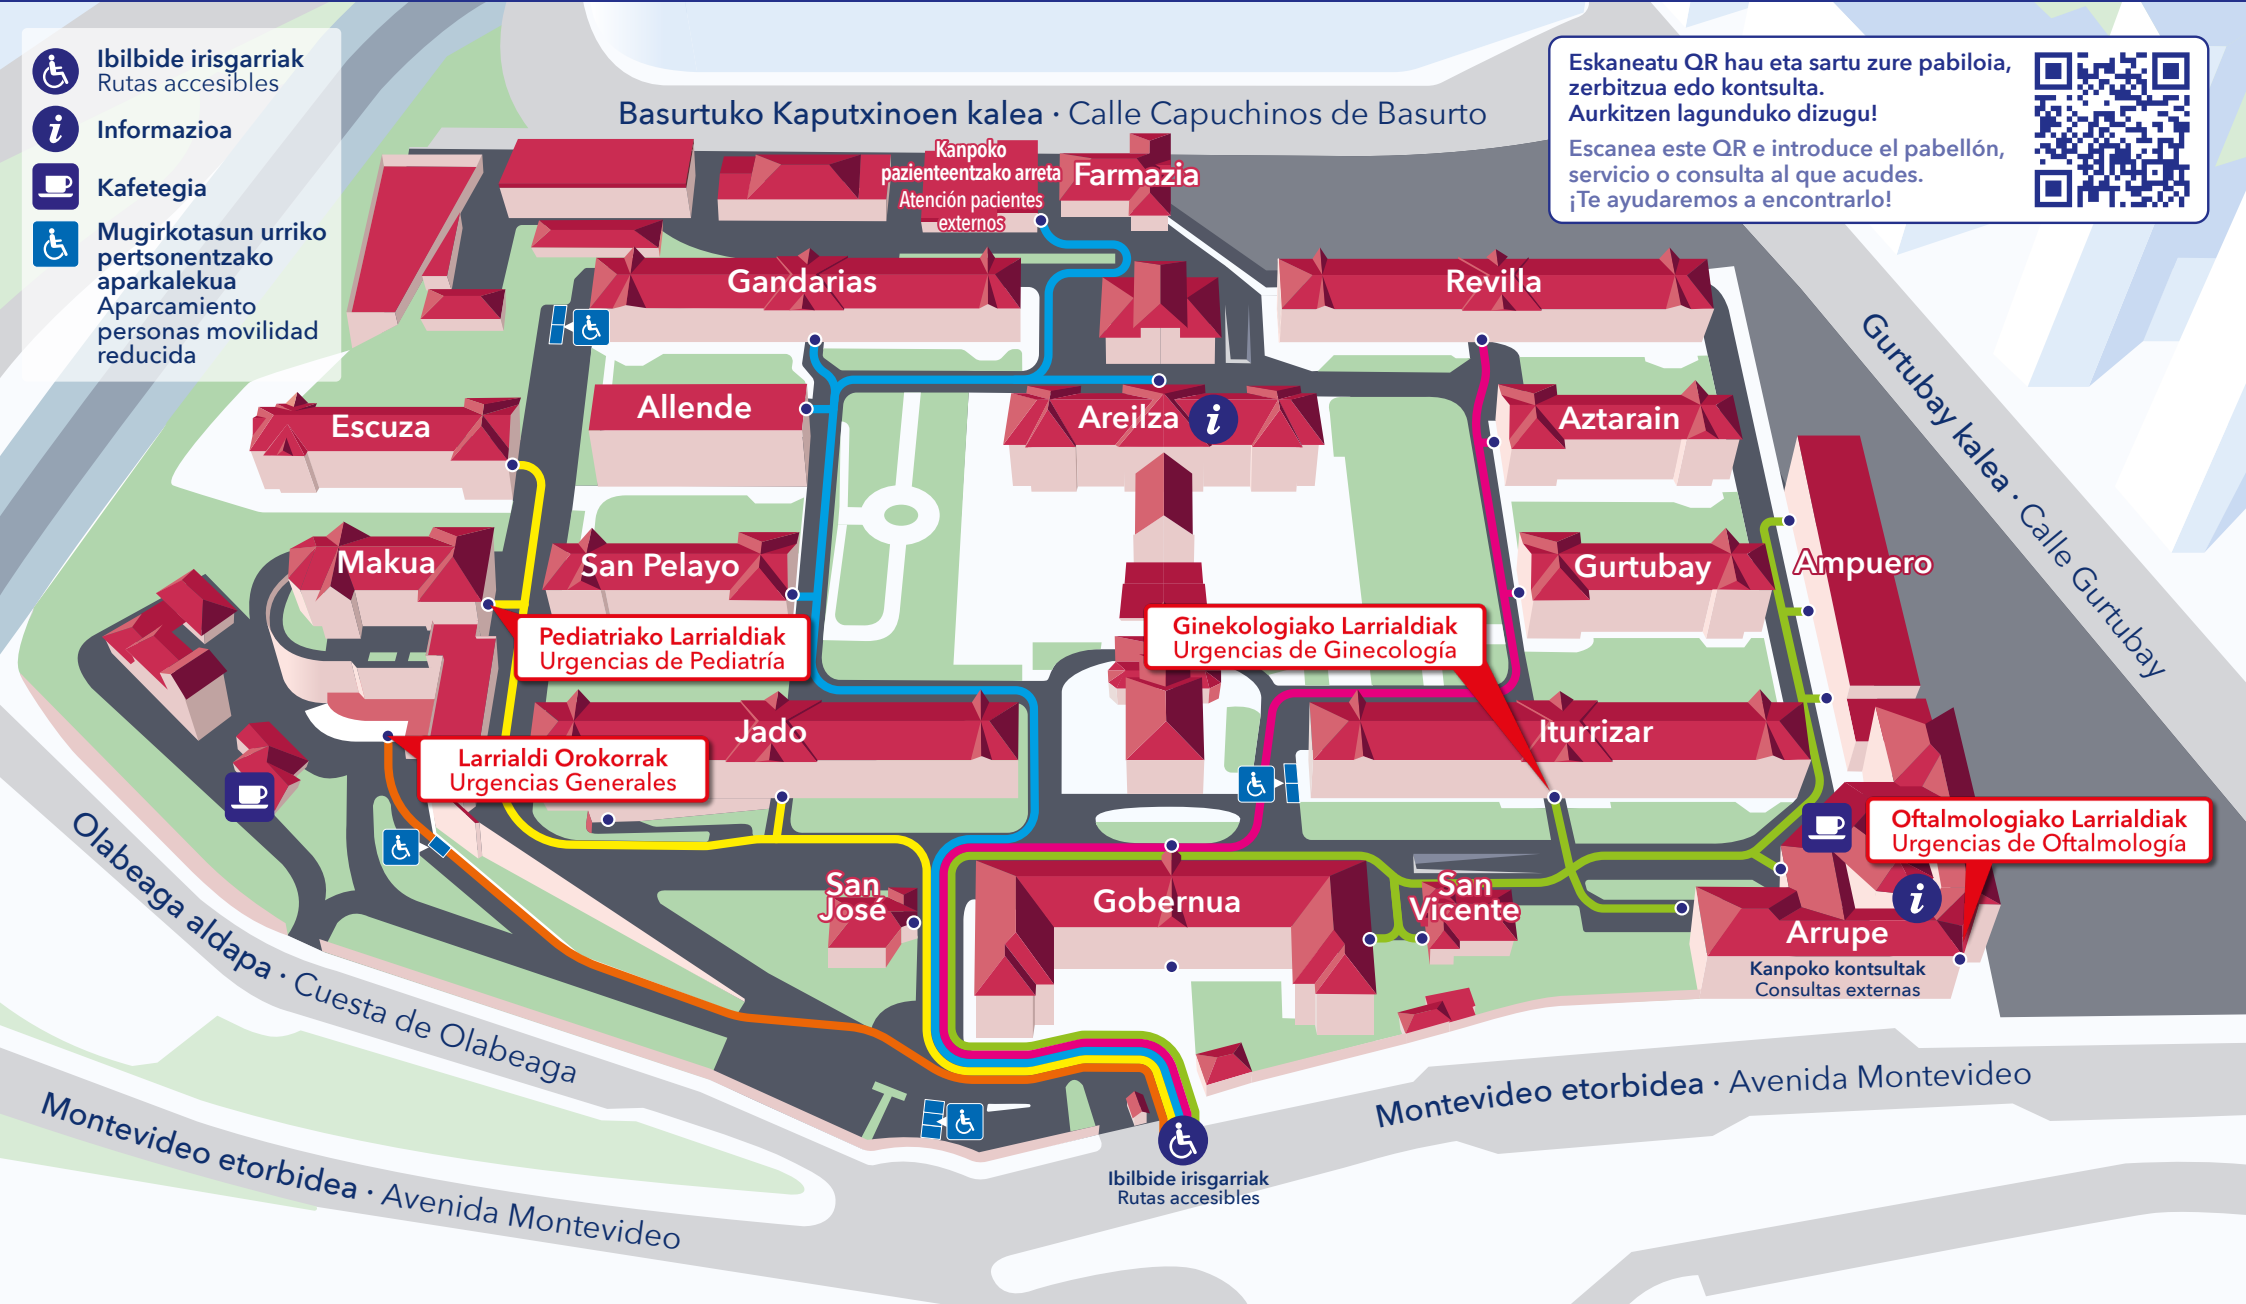 Ibilbide irisgarriak
Rutas accesibles
Informazioa
Kafetegia
Mugirkotasun urriko
pertsonentzako
aparkalekua
Aparcamiento
personas movilidad
reducida
Eskaneatu QR hau eta sartu zure pabiloia,
zerbitzua edo kontsulta.
Aurkitzen lagunduko dizugu!
Escanea este QR e introduce el pabellón,
servicio o consulta al que acudes.
¡Te ayudaremos a encontrarlo!
Basurtuko Kaputxinoen kalea · Calle Capuchinos de Basurto
Kanpoko
pazienteentzako arreta
Atención pacientes
externos
Farmazia
Gandarias
Revilla
Gurtubay kalea · Calle Gurtubay
Escuza
Allende
Areilza
i
Aztarain
Makua
San Pelayo
Gurtubay
Ampuero
Pediatriako Larrialdiak
Urgencias de Pediatría
Ginekologiako Larrialdiak
Urgencias de Ginecología
Jado
Iturrizar
Larrialdi Orokorrak
Urgencias Generales
Oftalmologiako Larrialdiak
Urgencias de Oftalmología
San
José
Gobernua
San
Vicente
i
Arrupe
Kanpoko kontsultak
Consultas externas
Olabeaga aldapa · Cuesta de Olabeaga
Montevideo etorbidea · Avenida Montevideo
Montevideo etorbidea · Avenida Montevideo
Ibilbide irisgarriak
Rutas accesibles